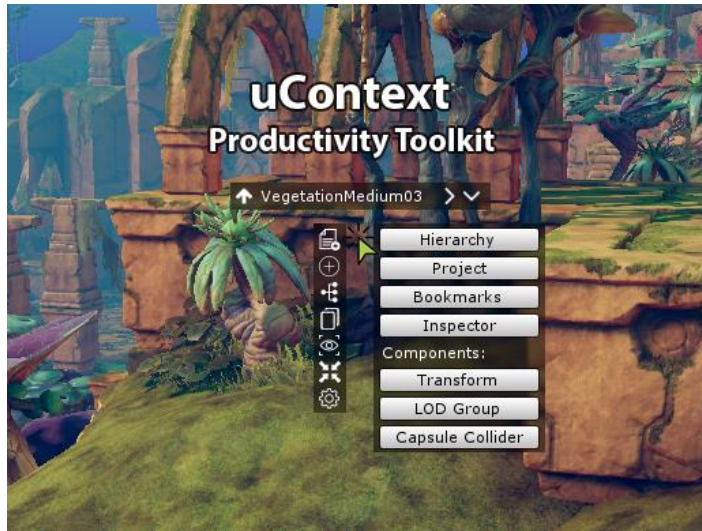 uContext
Productivity Toolkit
VegetationMedium03
Hierarchy
Project
Bookmarks
Inspector
Components:
Transform
LOD Group
Capsule Collider